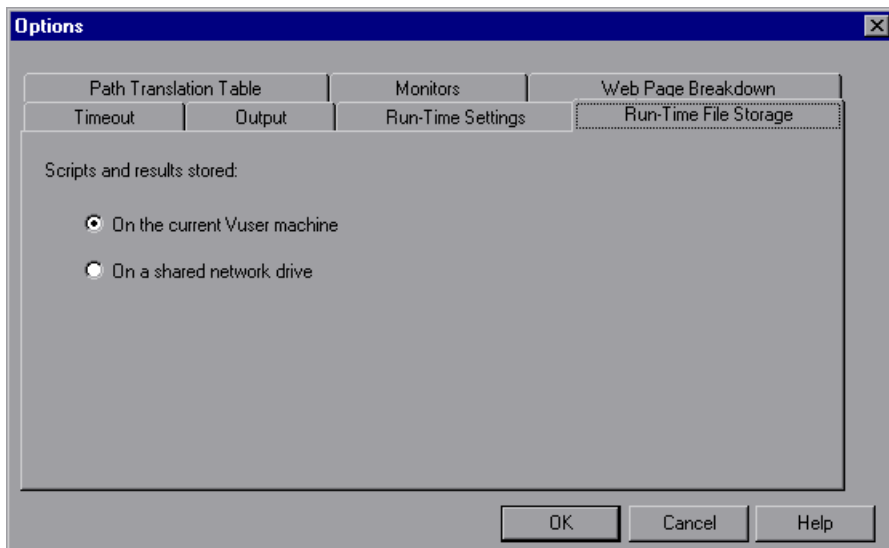 Options
Path Translation Table Monitors Web Page Breakdown
Timeout Output Run-Time Settings Run-Time File Storage
Scripts and results stored:
On the current Vuser machine
On a shared network drive
OK Cancel Help